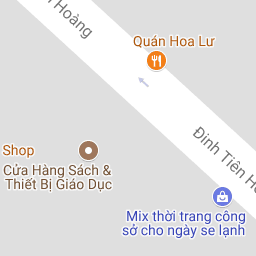 Hoàng
Quán Hoa Lư
Đinh Tiên
Shop
Cửa Hàng Sách &
Thiết Bị Giáo Dục
Mix thời trang công
sở cho ngày se lạnh